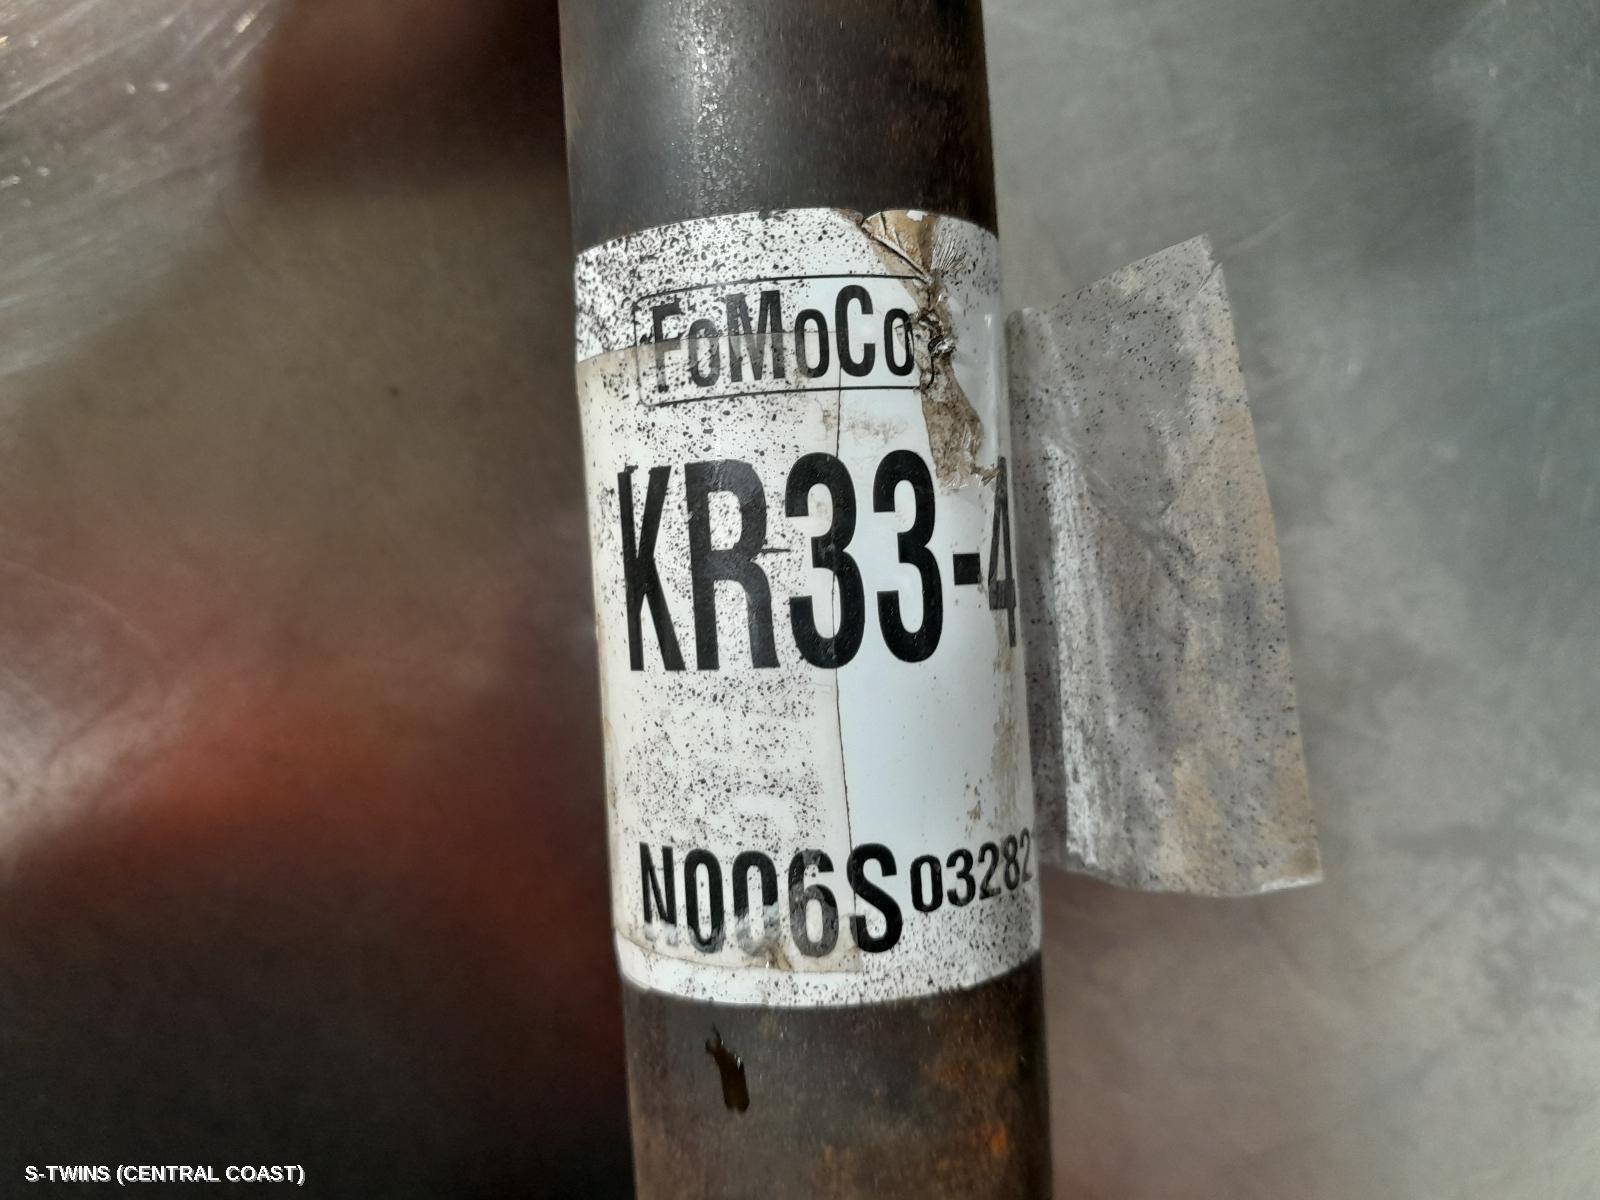 FoMoCo
KR33-4
N006S 03282
S-TWINS (CENTRAL COAST)